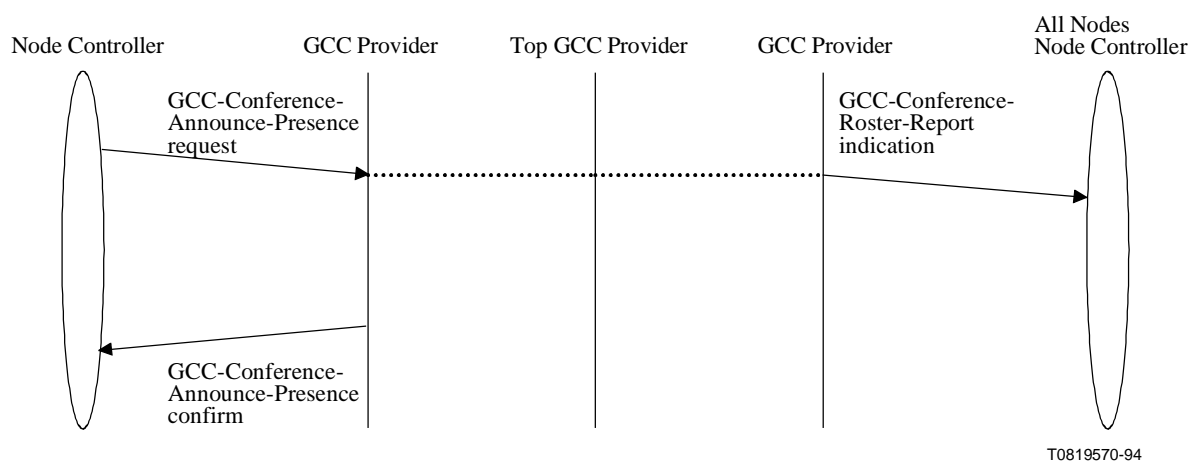 Node Controller
GCC Provider
Top GCC Provider
GCC Provider
All Nodes
Node Controller
GCC-Conference-
Announce-Presence
request
GCC-Conference-
Roster-Report
indication
GCC-Conference-
Announce-Presence
confirm
T0819570-94